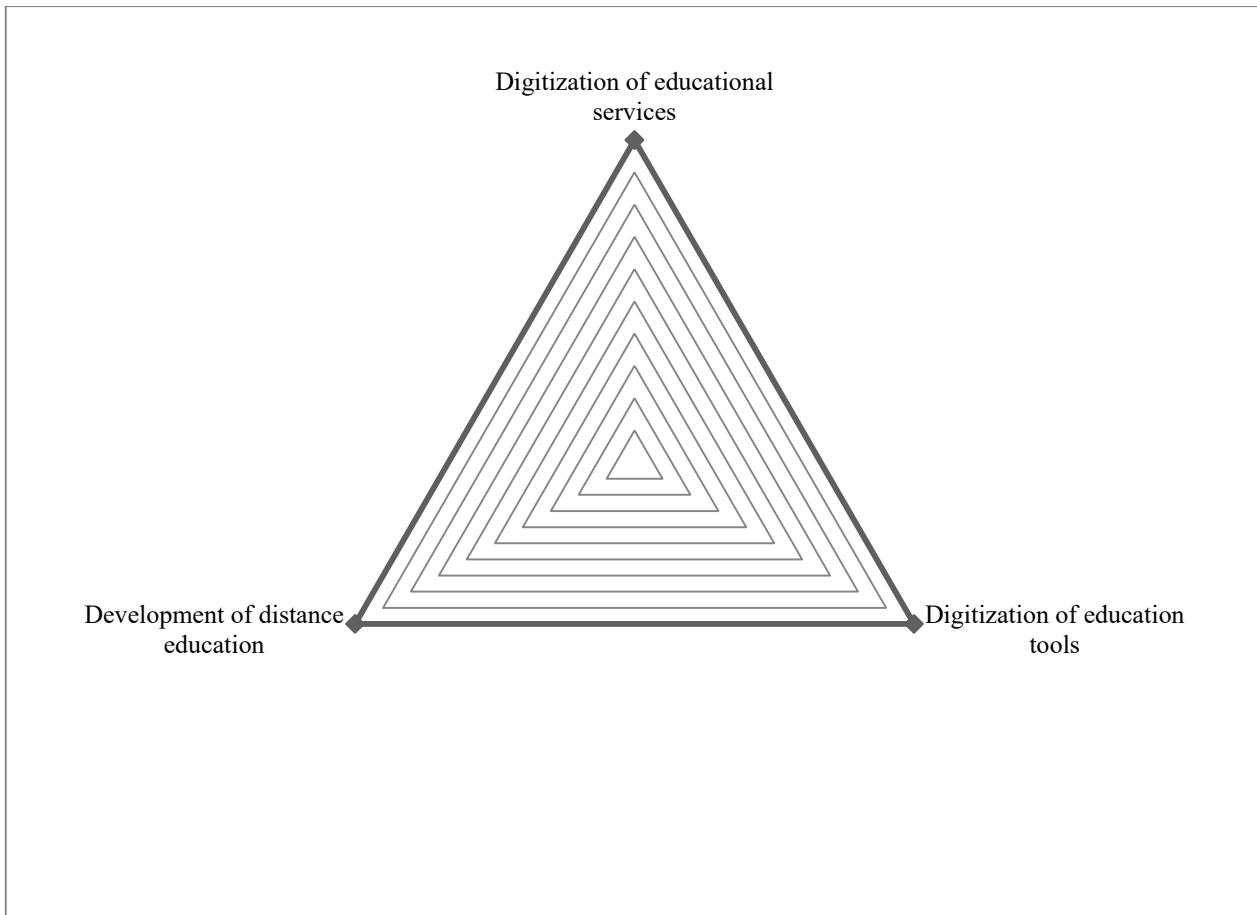 Digitization of educational
services
Development of distance
education
Digitization of education
tools